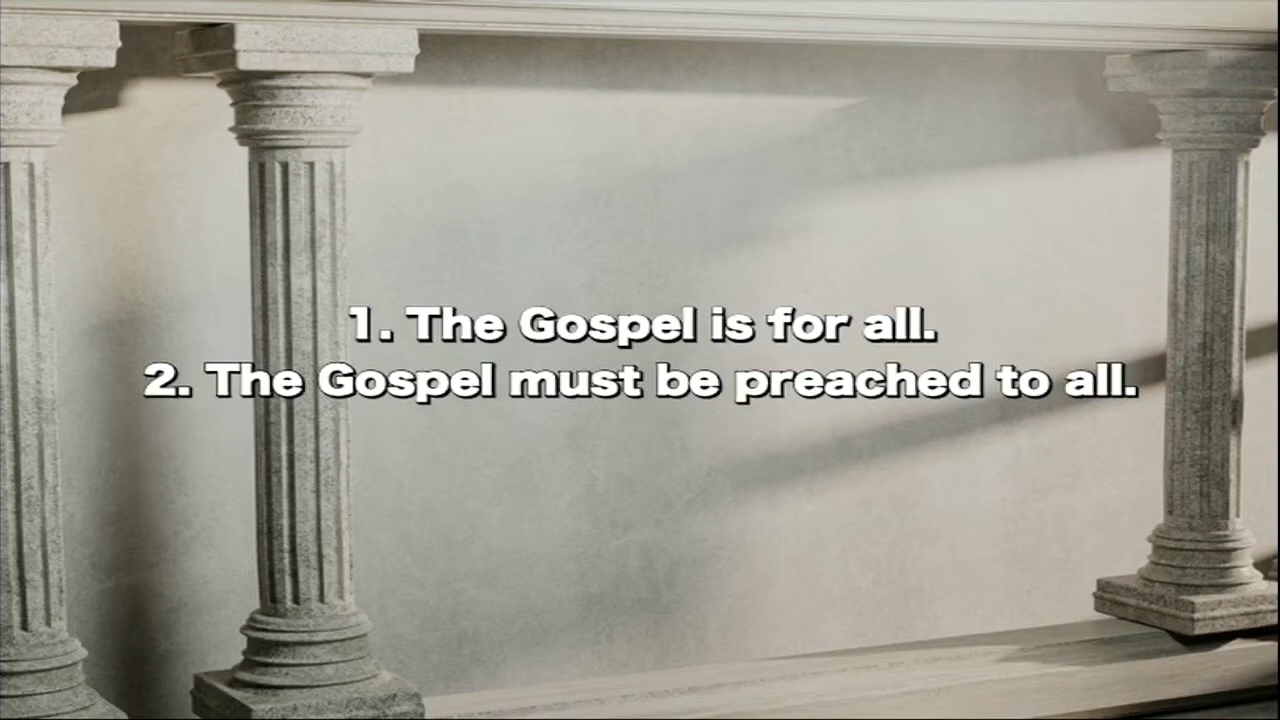 1. The Gospel is for all.
2. The Gospel must be preached to all.